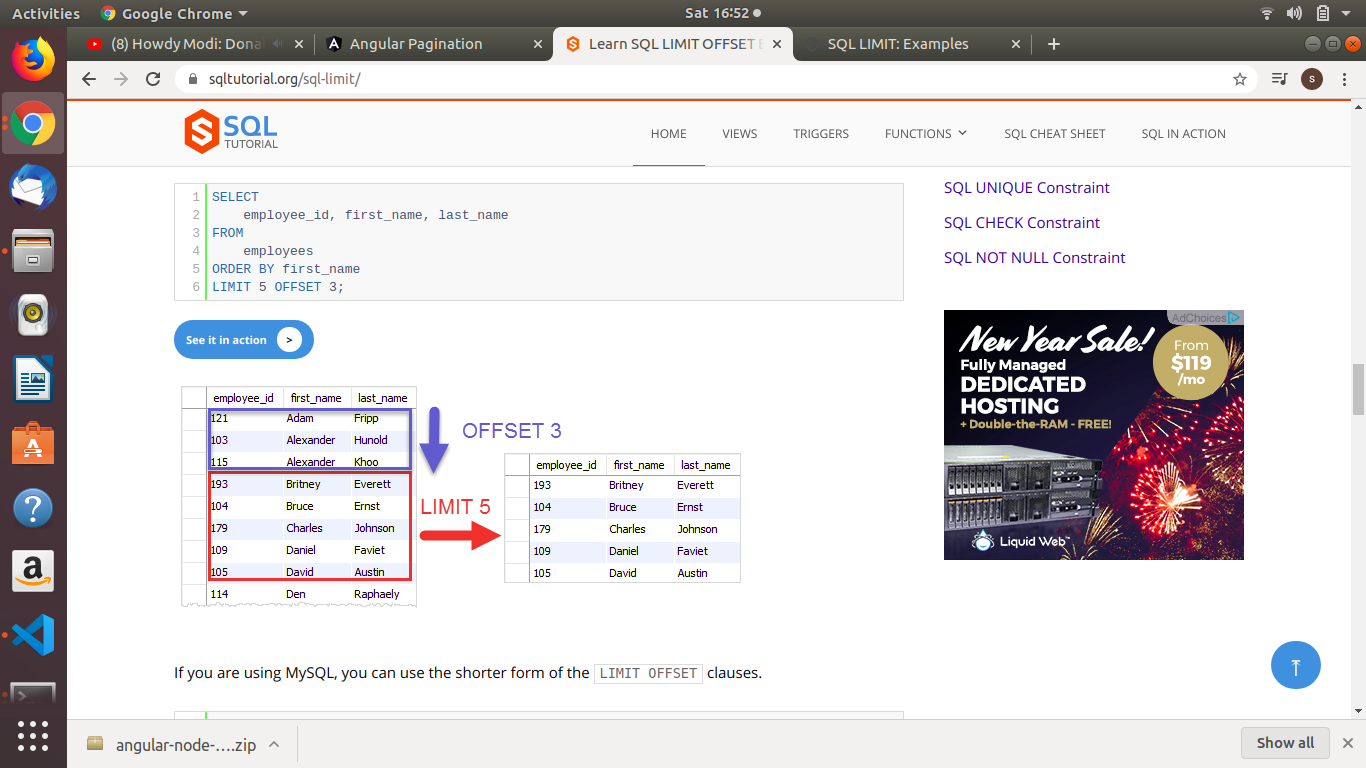 Activities
Google Chrome
Sat 16:52
(8) Howdy Modi: Dona
Angular Pagination
Learn SQL LIMIT OFFSET
SQL LIMIT: Examples
sqltutorial.org/sql-limit/
S
SQL
TUTORIAL
HOME
VIEWS
TRIGGERS
FUNCTIONS
SQL CHEAT SHEET
SQL IN ACTION
1 SELECT
2 employee_id, first_name, last_name
3 FROM
4 employees
5 ORDER BY first_name
6 LIMIT 5 OFFSET 3;
See it in action >
SQL UNIQUE Constraint
SQL CHECK Constraint
SQL NOT NULL Constraint
AdChoices
New Year Sale!
Fully Managed
DEDICATED
HOSTING
+ Double-the-RAM - FREE!
From
$119
/mo
Liquid Web™
employee_id first_name last_name
121 Adam Fripp
103 Alexander Hunold
115 Alexander Khoo
193 Britney Everett
104 Bruce Ernst
179 Charles Johnson
109 Daniel Faviet
105 David Austin
114 Den Raphaely
OFFSET 3
LIMIT 5
employee_id first_name last_name
193 Britney Everett
104 Bruce Ernst
179 Charles Johnson
109 Daniel Faviet
105 David Austin
If you are using MySQL, you can use the shorter form of the LIMIT OFFSET clauses.
angular-node-....zip
Show all